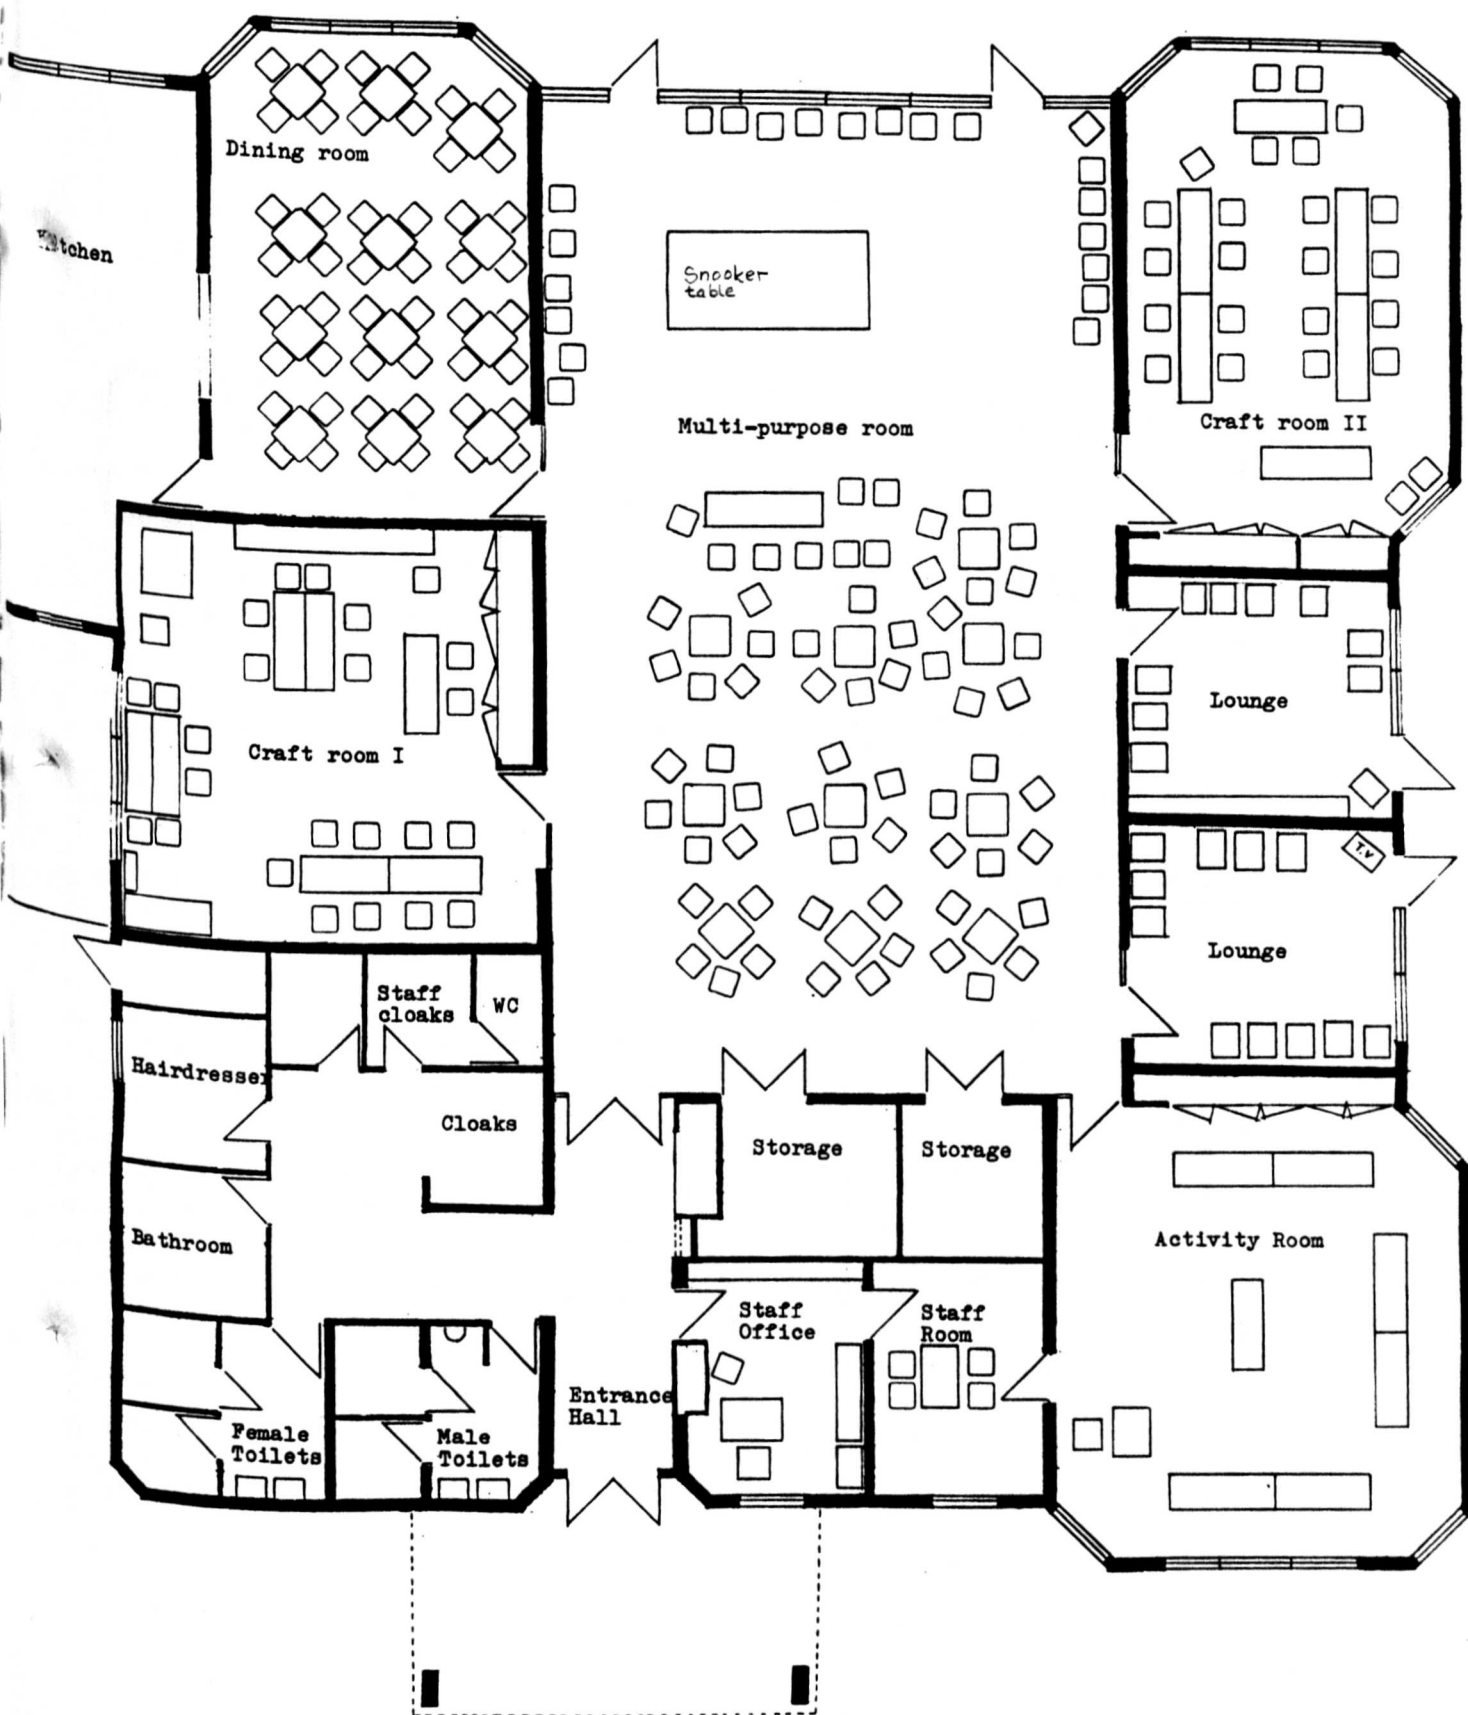 Dining room
Kitchen
Snooker
table
Multi-purpose room
Craft room II
Craft room I
Lounge
Lounge
T.V.
Staff
cloaks
WC
Hairdresser
Cloaks
Storage
Storage
Bathroom
Activity Room
Staff
Office
Staff
Room
Entrance
Hall
Female
Toilets
Male
Toilets